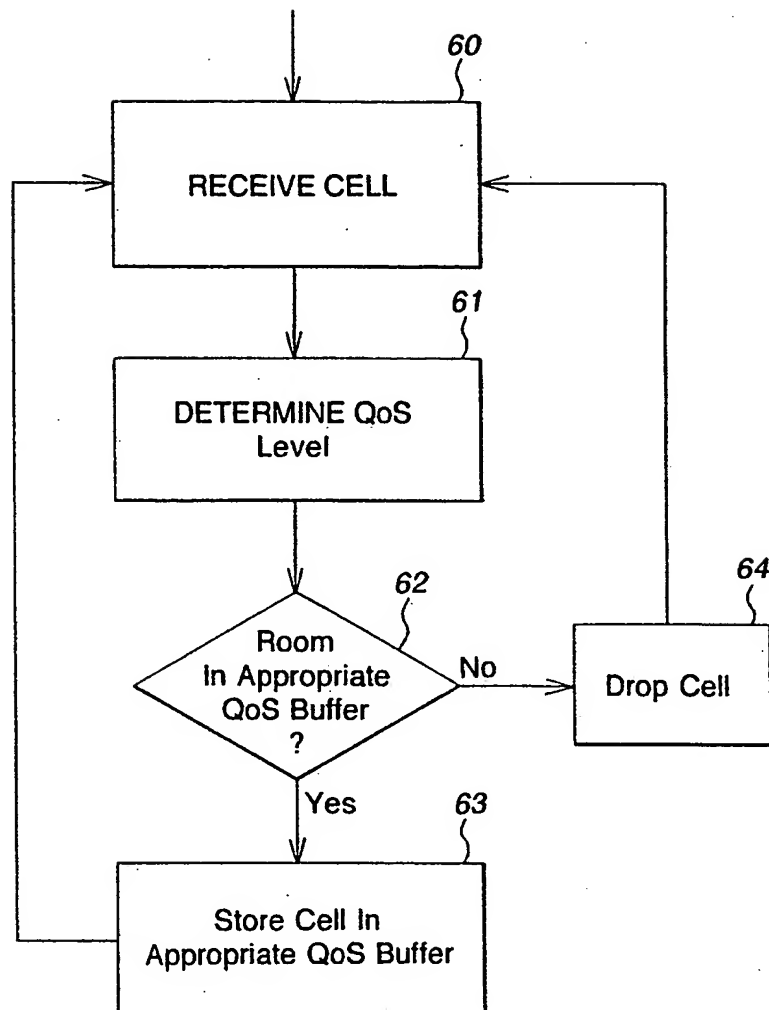 60
RECEIVE CELL
61
DETERMINE QoS
Level
62
Room
In Appropriate
QoS Buffer
?
No
64
Drop Cell
Yes
63
Store Cell In
Appropriate QoS Buffer